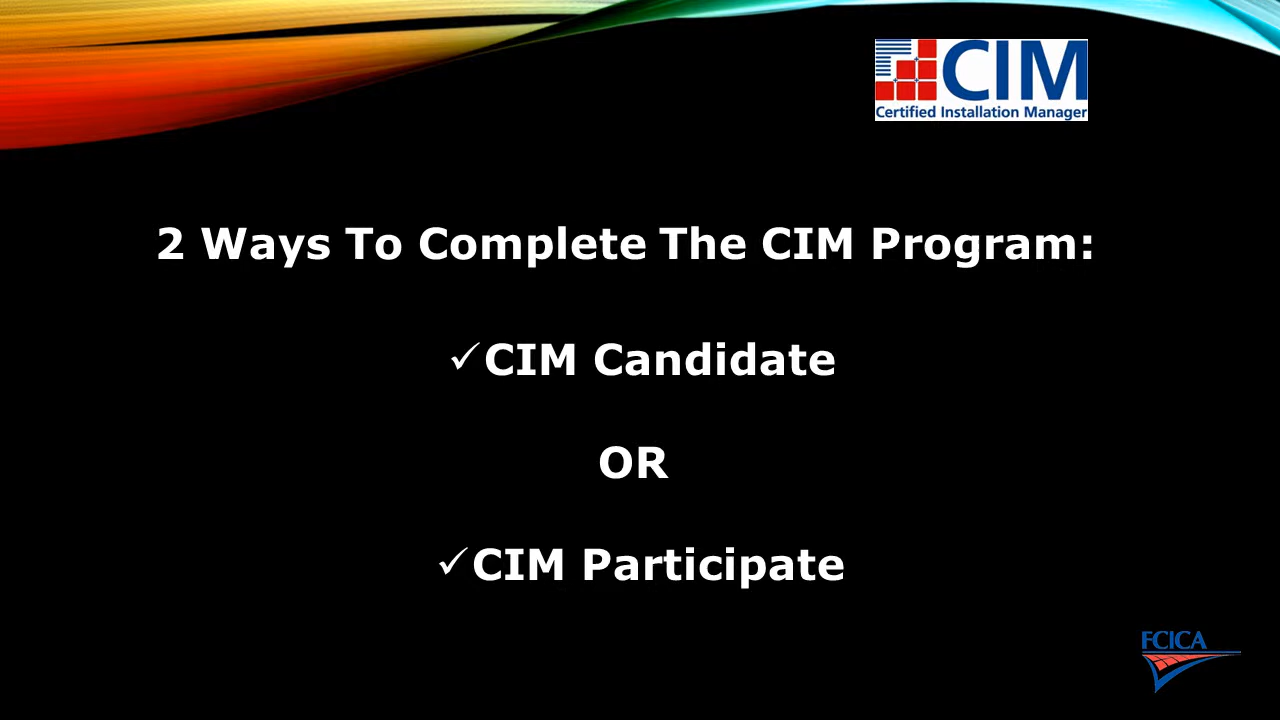 CIM
Certified Installation Manager
2 Ways To Complete The CIM Program:
✓CIM Candidate
OR
✓CIM Participate
FCICA